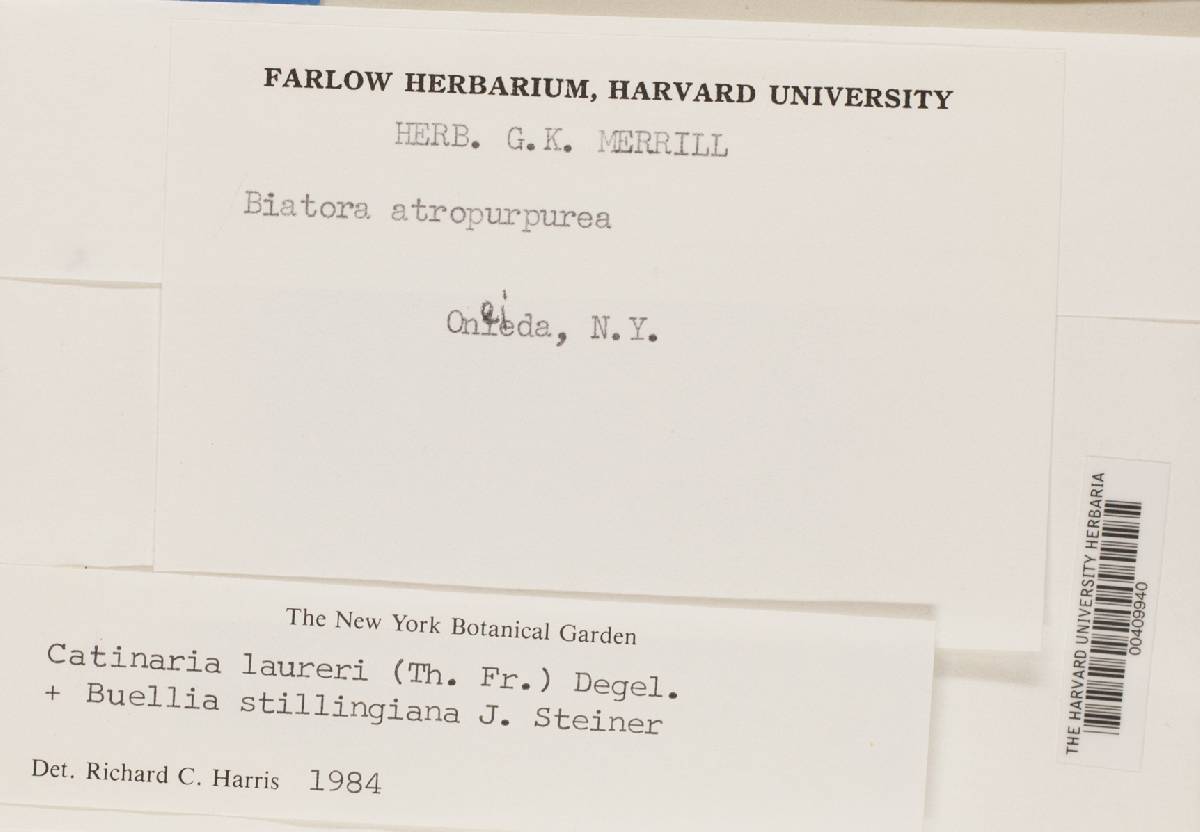 FARLOW HERBARIUM, HARVARD UNIVERSITY
HERB. G.K. MERRILL
Biatora atropurpurea
Oneida, N.Y.
The New York Botanical Garden
Catinaria laureri (Th. Fr.) Degel.
+ Buellia stillingiana J. Steiner
Det. Richard C. Harris 1984
THE HARVARD UNIVERSITY HERBARIA
00409940